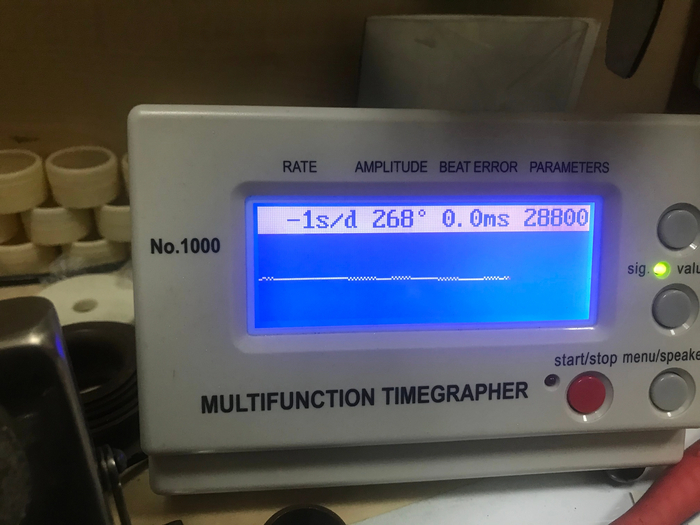 RATE AMPLITUDE BEAT ERROR PARAMETERS
-1s/d 268° 0.0ms 28800
No.1000
sig.
start/stop menu/speake
MULTIFUNCTION TIMEGRAPHER